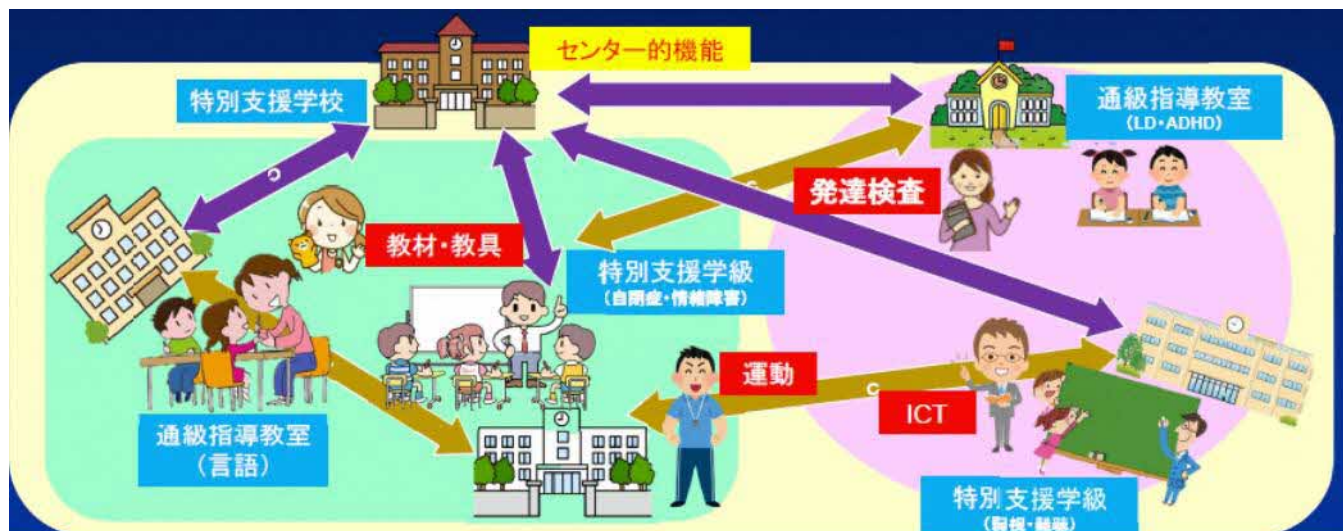 センター的機能
特別支援学校
通級指導教室
(LD・ADHD)
発達検査
教材・教具
特別支援学級
(自閉症・情緒障害)
運動
ICT
通級指導教室
(言語)
特別支援学級